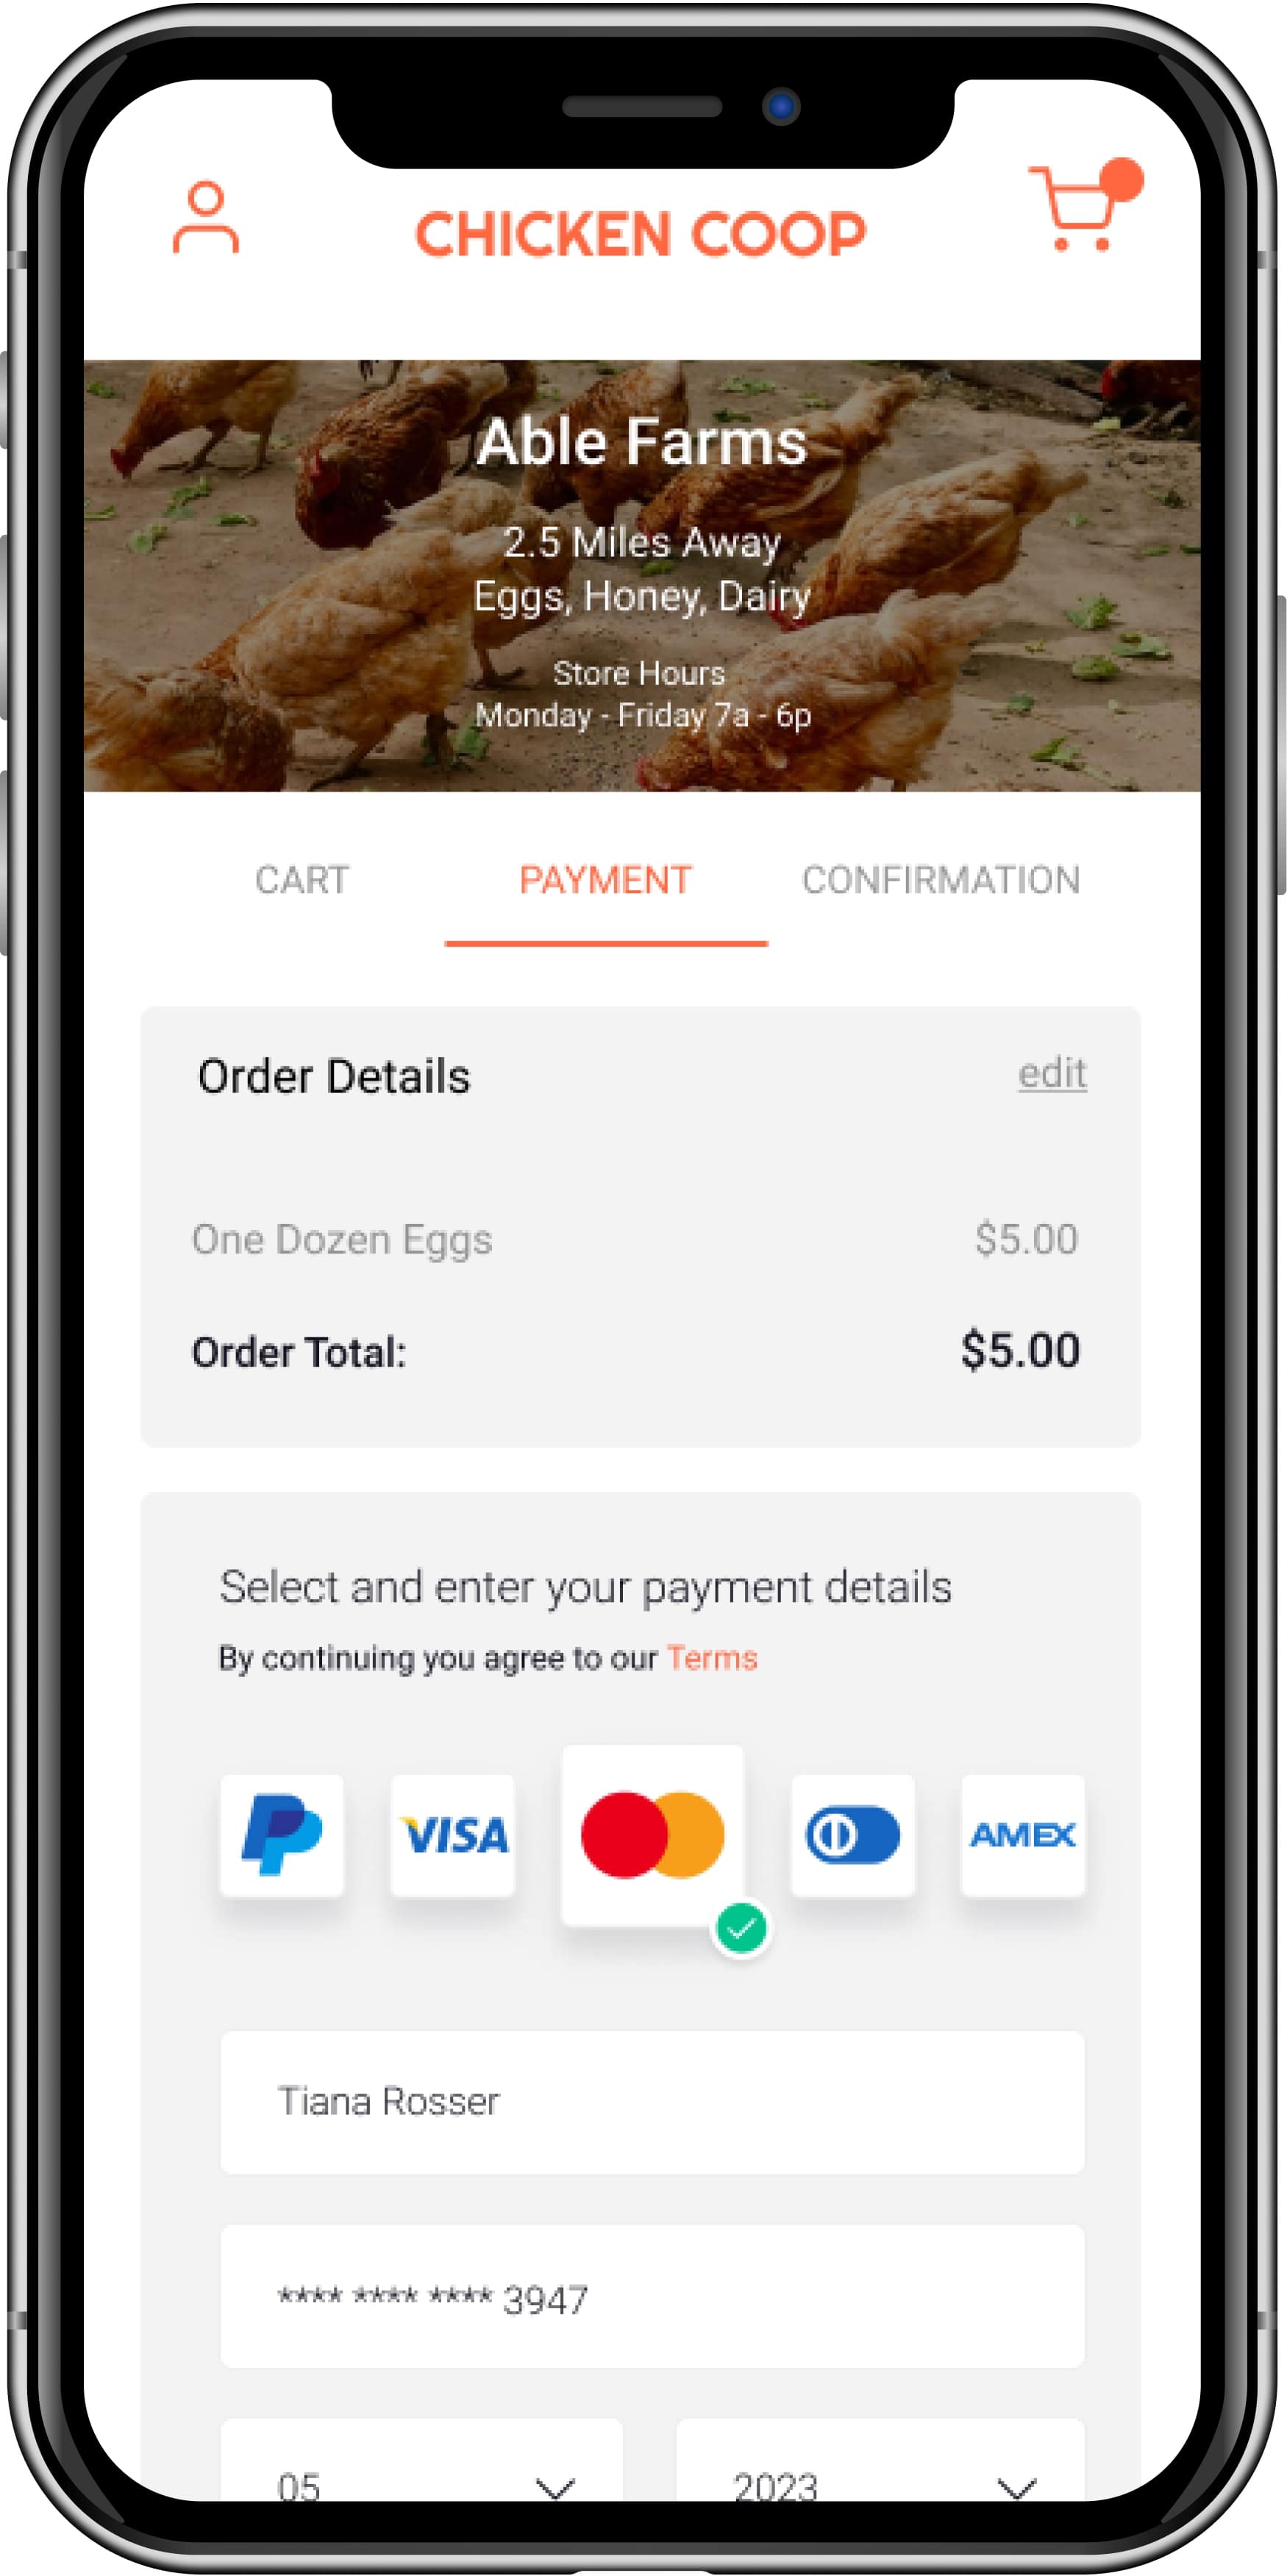 CHICKEN COOP
Able Farms
2.5 Miles Away
Eggs, Honey, Dairy
Store Hours
Monday - Friday 7a - 6p
CART PAYMENT CONFIRMATION
Order Details edit
One Dozen Eggs $5.00
Order Total: $5.00
Select and enter your payment details
By continuing you agree to our Terms
VISA AMEX
Tiana Rosser
**** **** **** 3947
05 2023